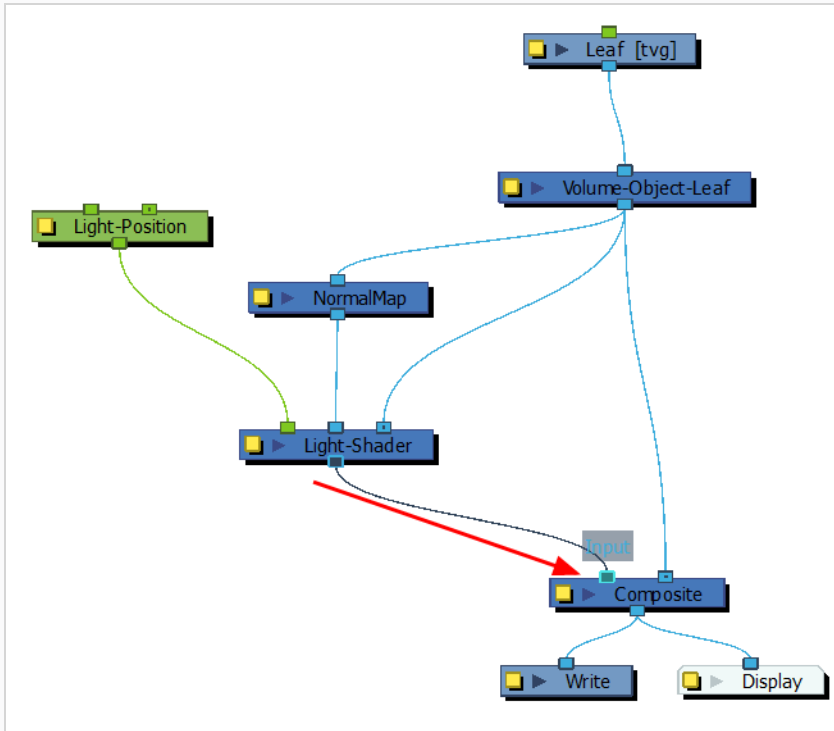 Leaf [tvg]
Volume-Object-Leaf
Light-Position
NormalMap
Light-Shader
Input
Composite
Write
Display